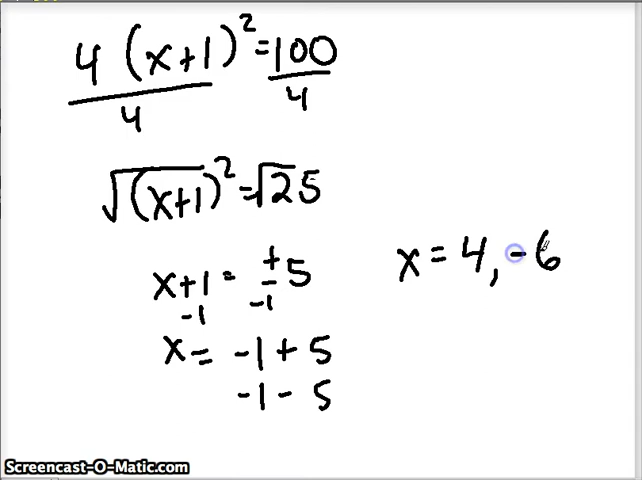 4 (x+1)² = 100
4 4
√(x+1)² = √25
x+1 = ±5
-1 -1
x = -1 + 5
-1 - 5
x = 4, -6
Screencast-O-Matic.com